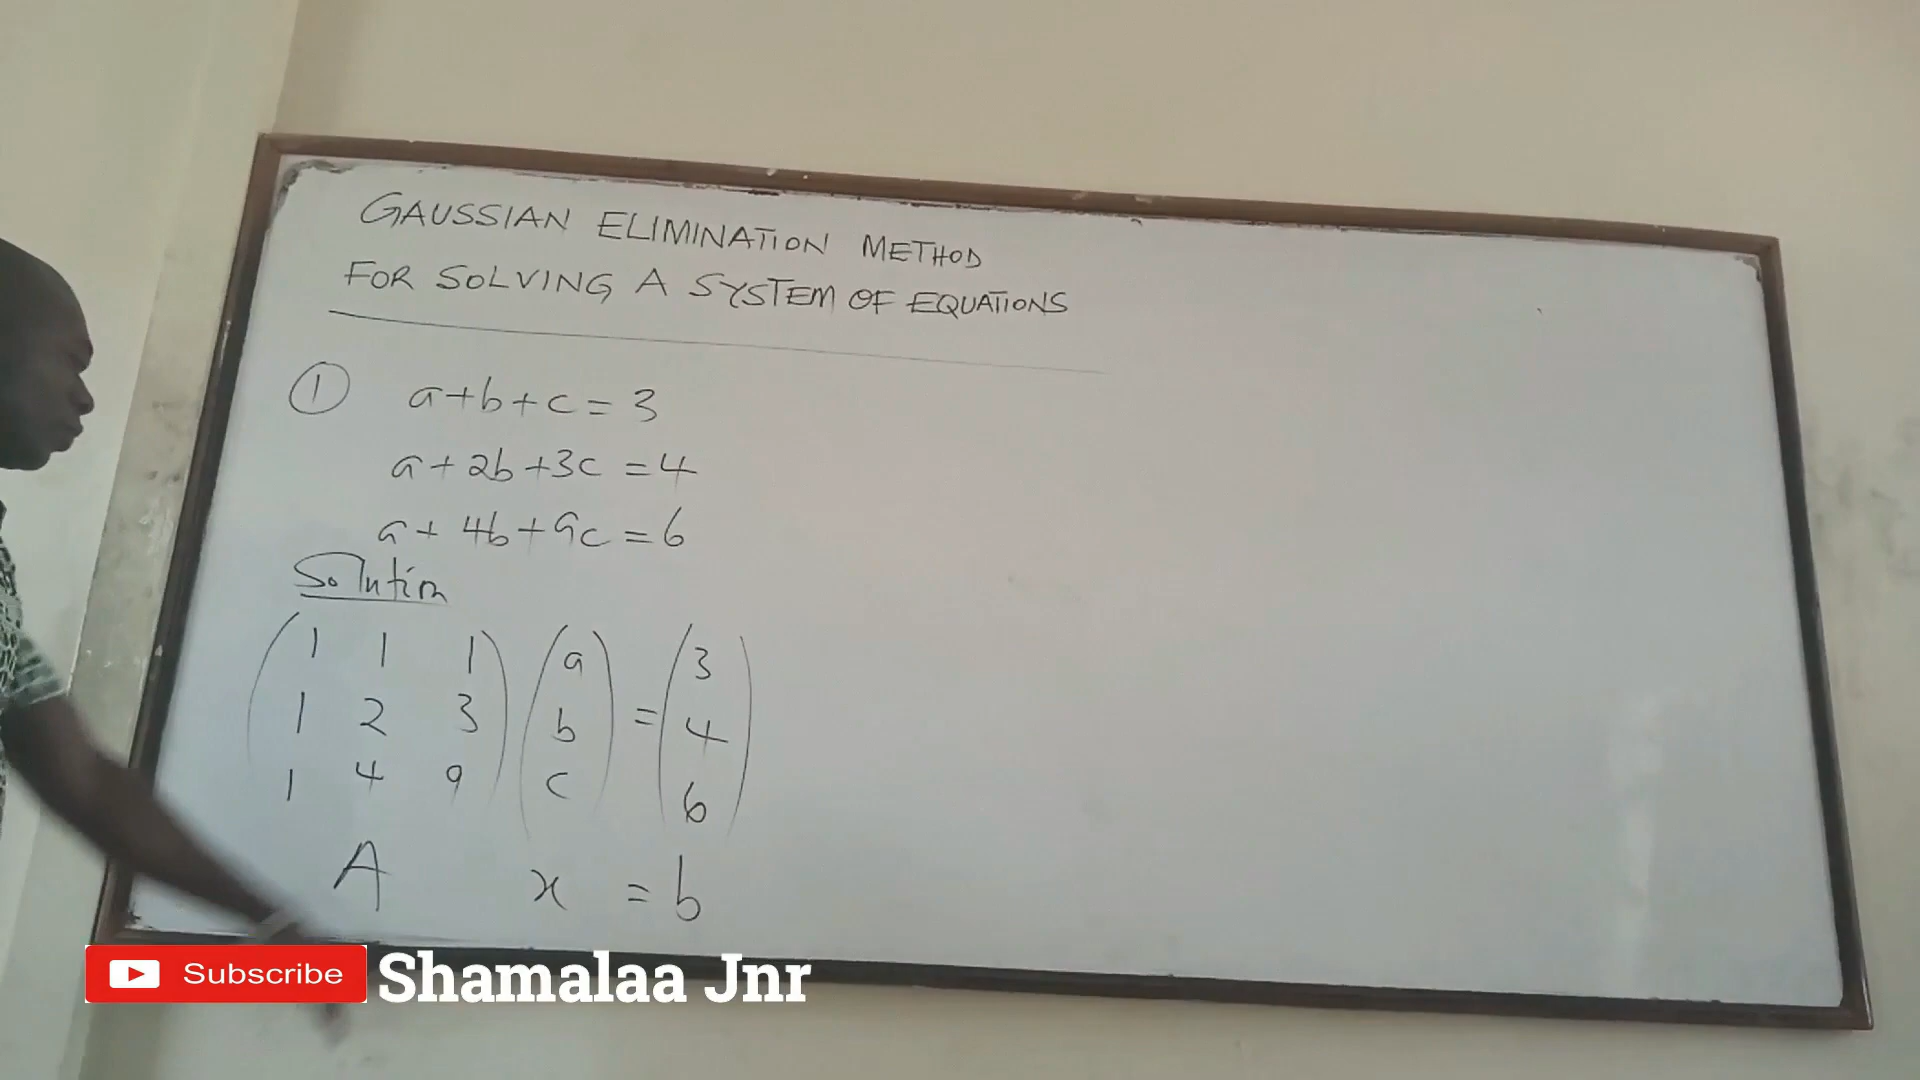 GAUSSIAN ELIMINATION METHOD
FOR SOLVING A SYSTEM OF EQUATIONS
① a+b+c=3
a+2b+3c=4
a+4b+9c=6
Solution
(1 1 1) (a) (3)
(1 2 3) (b) = (4)
(1 4 9) (c) (6)
A x = b
Subscribe Shamalaa Jnr